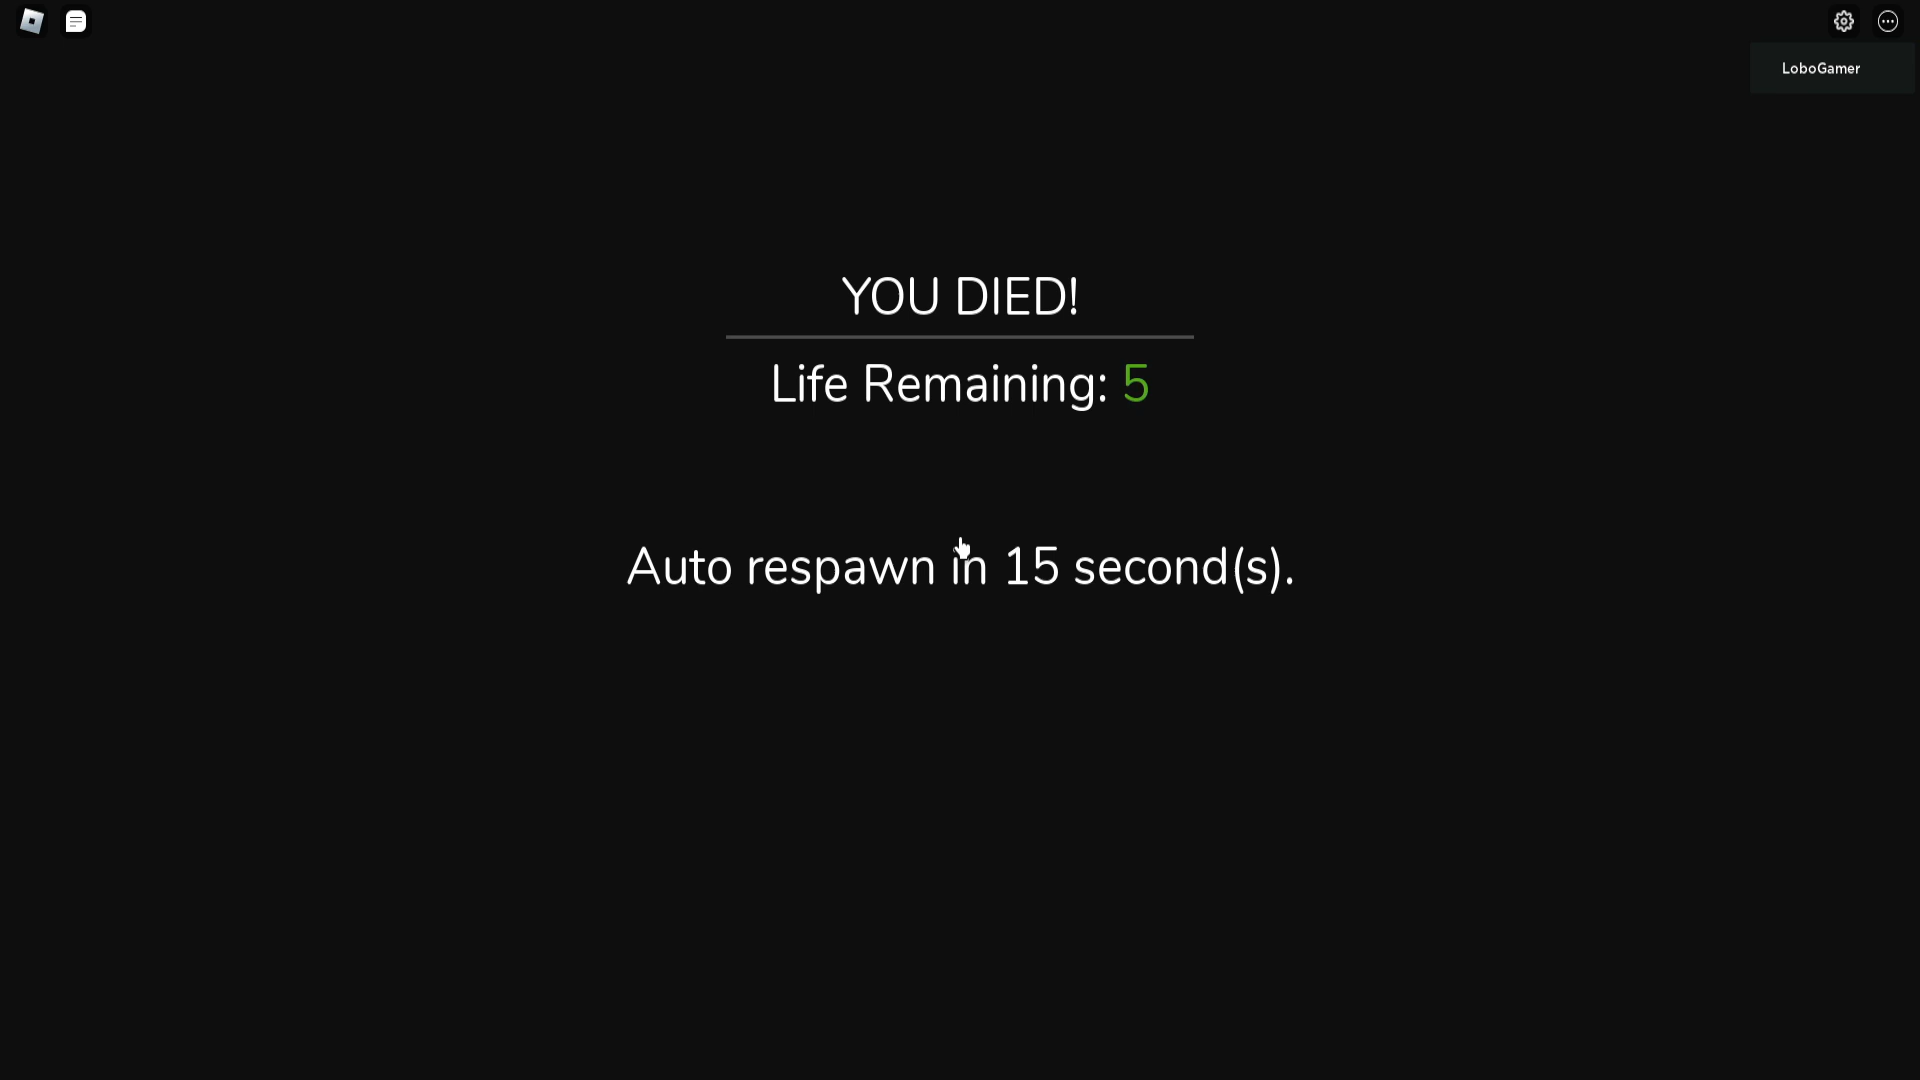 LoboGamer
YOU DIED!
Life Remaining: 5
Auto respawn in 15 second(s).